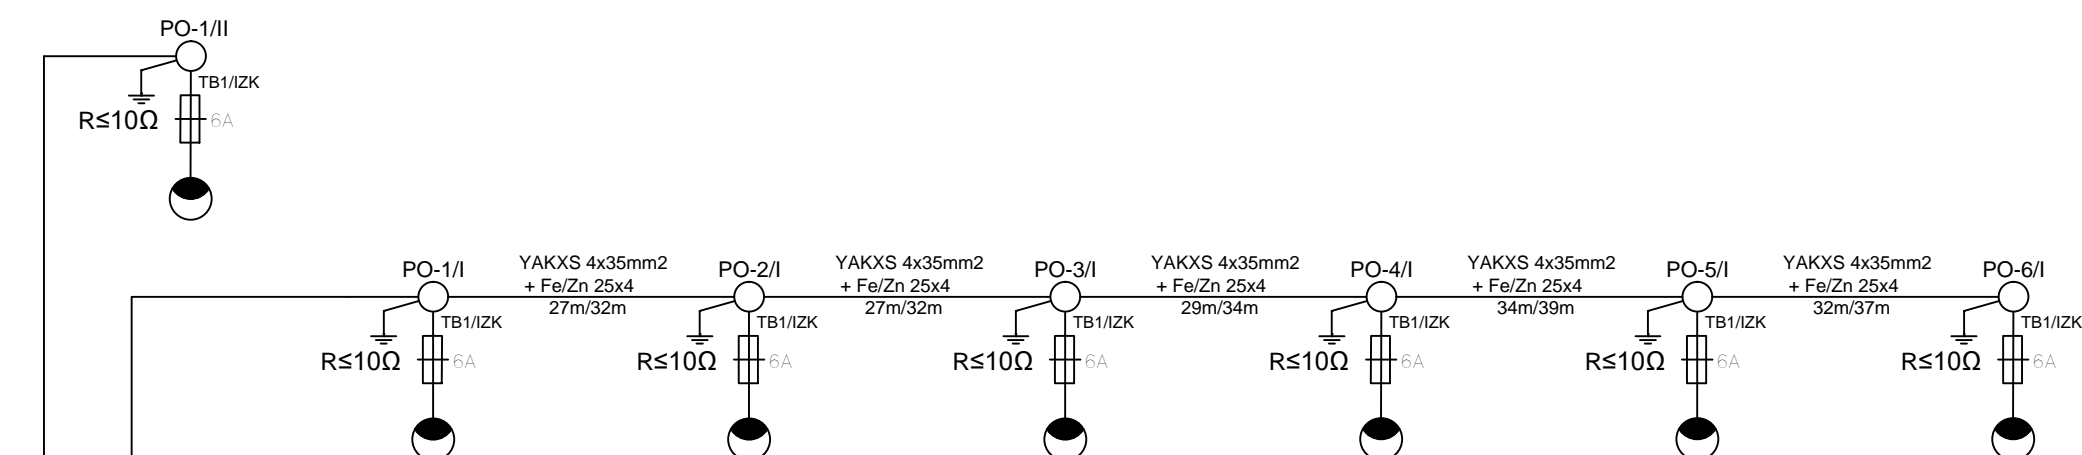 PO-1/II
TB1/IZK
R≤10Ω
6A
PO-1/I
YAKXS 4x35mm2
+ Fe/Zn 25x4
27m/32m
PO-2/I
YAKXS 4x35mm2
+ Fe/Zn 25x4
27m/32m
PO-3/I
YAKXS 4x35mm2
+ Fe/Zn 25x4
29m/34m
PO-4/I
YAKXS 4x35mm2
+ Fe/Zn 25x4
34m/39m
PO-5/I
YAKXS 4x35mm2
+ Fe/Zn 25x4
32m/37m
PO-6/I
TB1/IZK
R≤10Ω
6A
TB1/IZK
R≤10Ω
6A
TB1/IZK
R≤10Ω
6A
TB1/IZK
R≤10Ω
6A
TB1/IZK
R≤10Ω
6A
TB1/IZK
R≤10Ω
6A